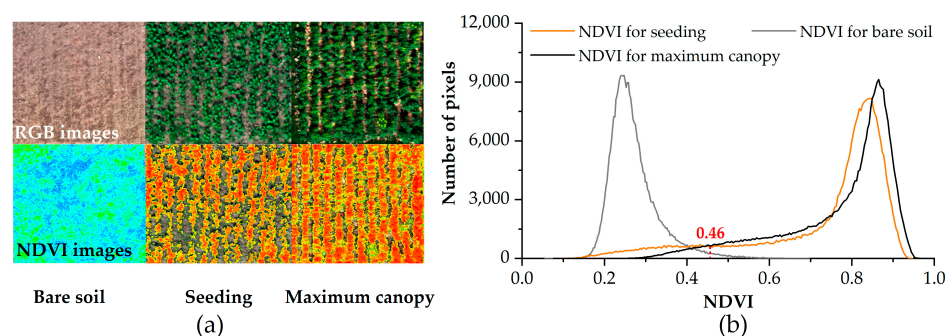 RGB images
NDVI images
Bare soil
Seeding
Maximum canopy
(a)
12,000
9,000
6,000
3,000
0
Number of pixels
NDVI for seeding
NDVI for bare soil
NDVI for maximum canopy
0.46
0.0
0.2
0.4
0.6
0.8
1.0
NDVI
(b)